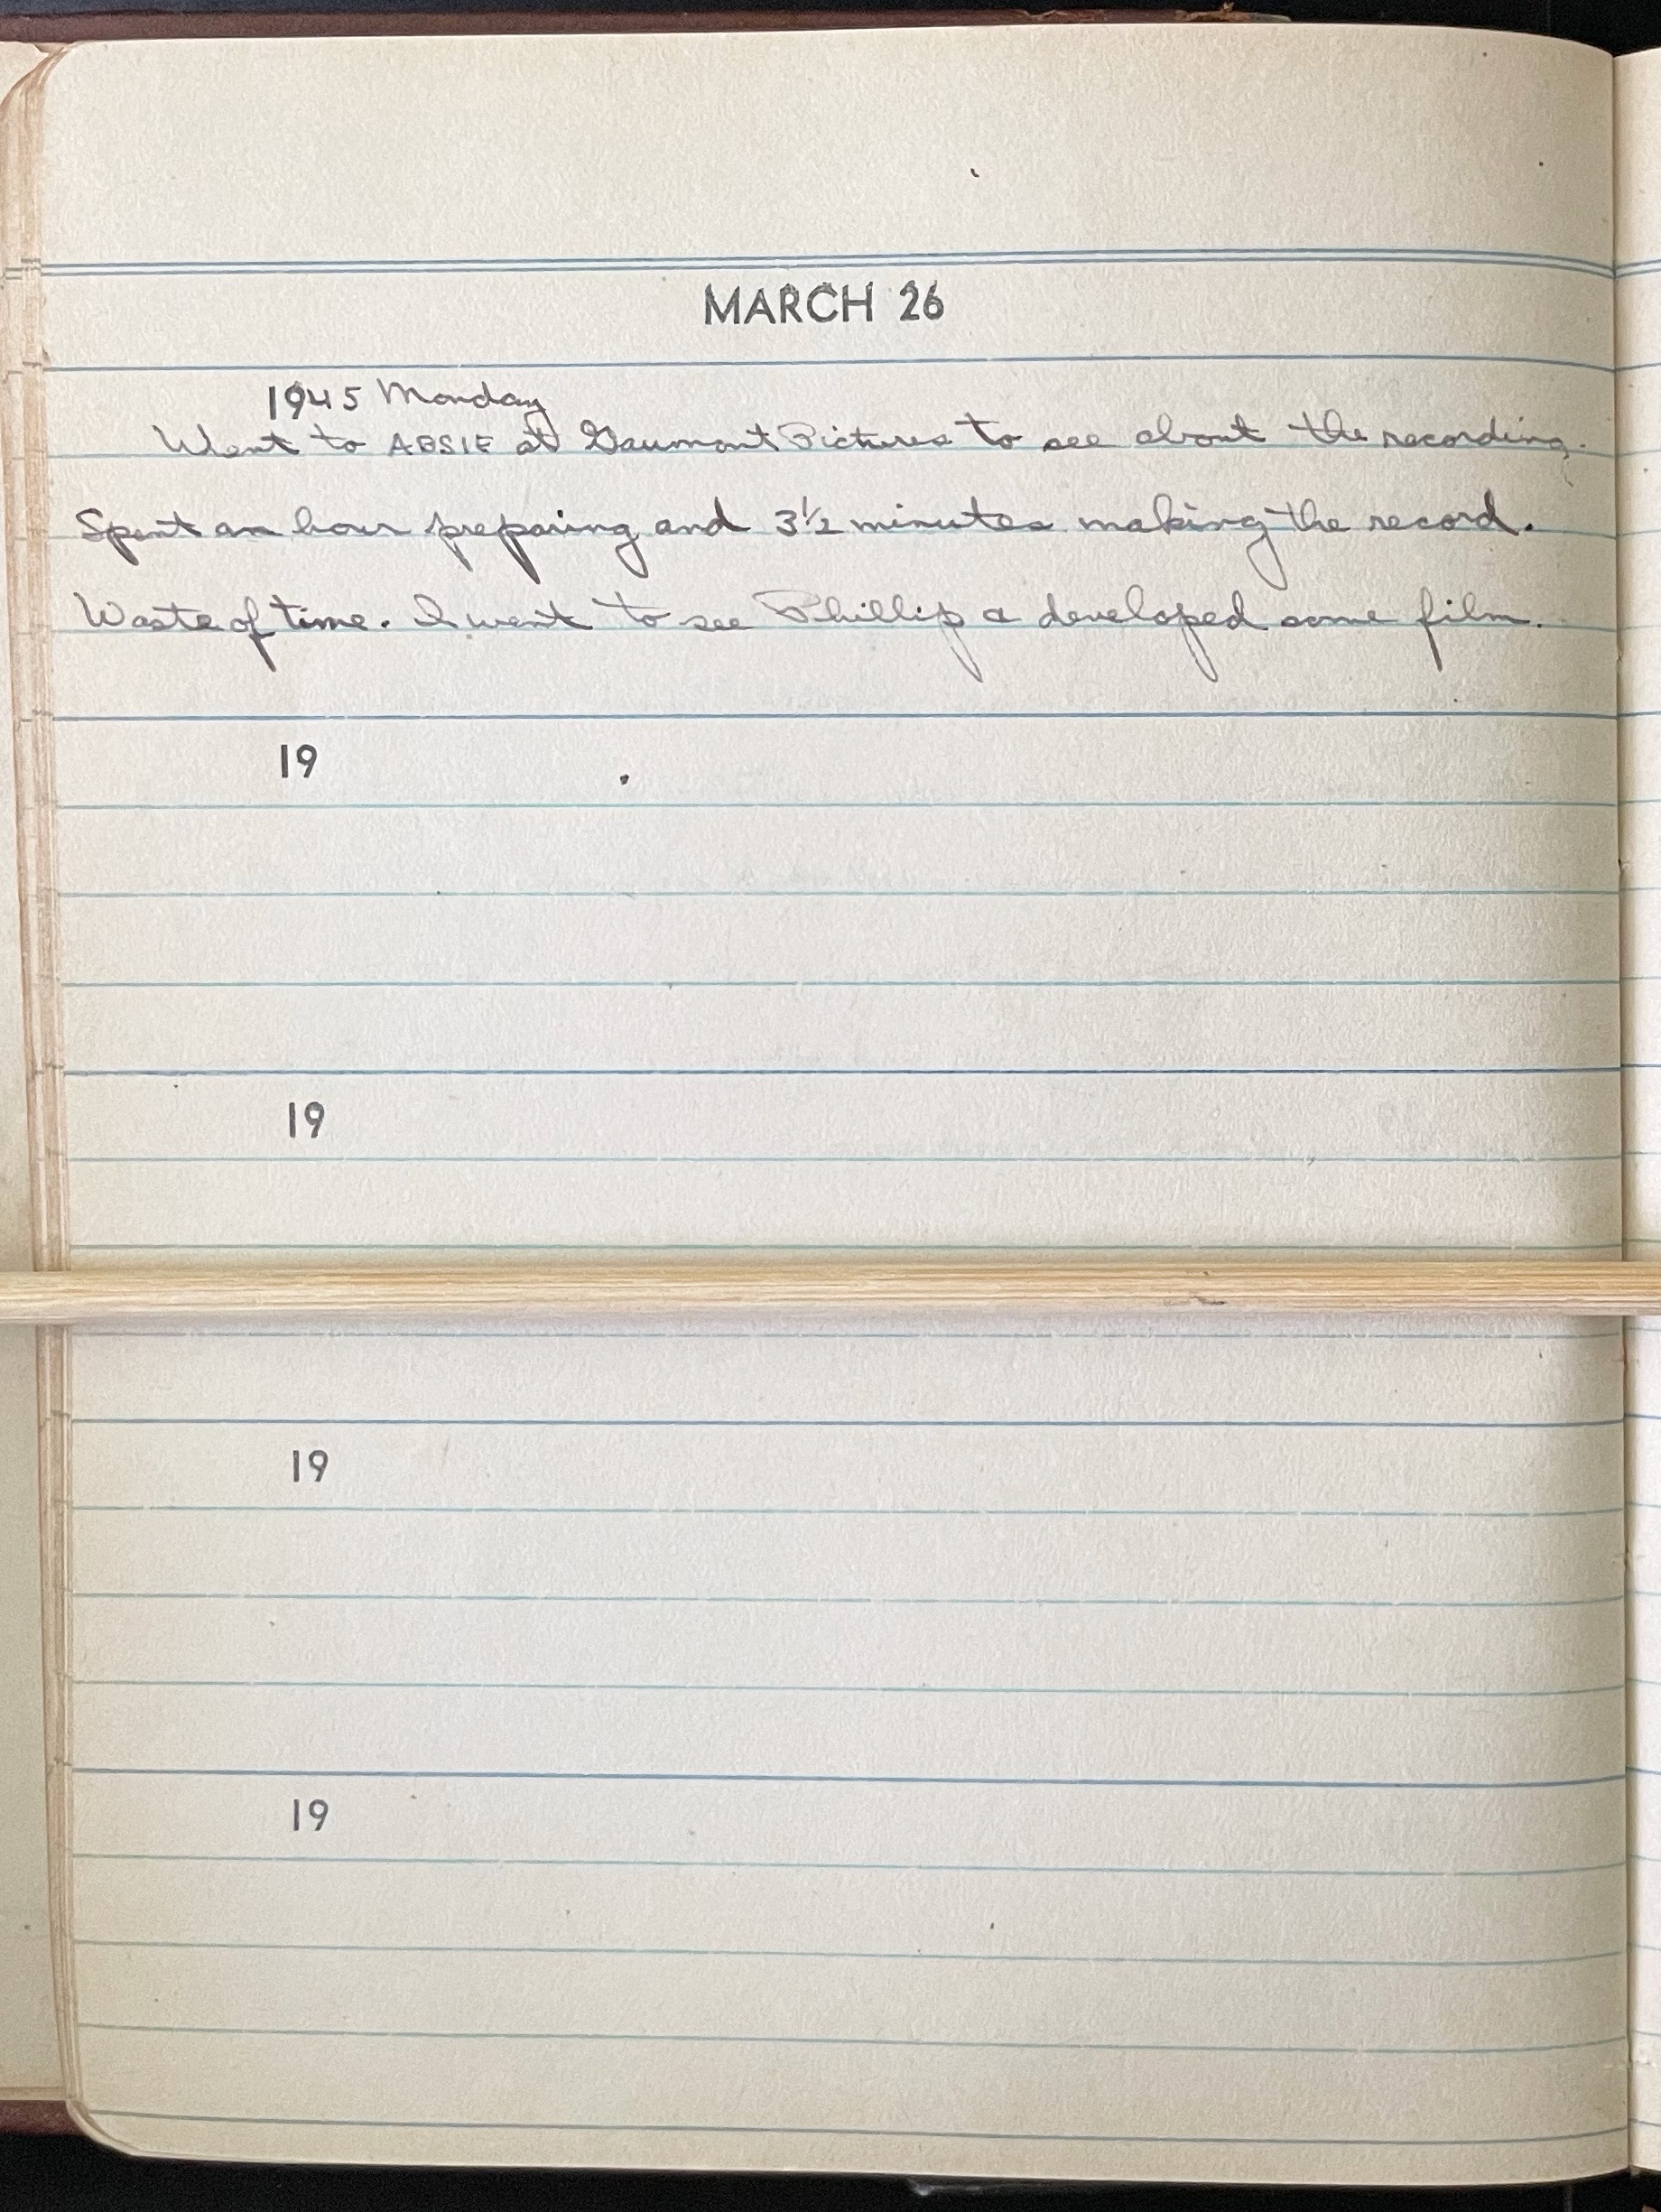 MARCH 26
1945 Monday
Went to ABSIE at Gaumont Pictures to see about the recording.
Spent an hour preparing and 3½ minutes making the record.
Waste of time. I went to see Phillip & developed some film.
19
19
19
19